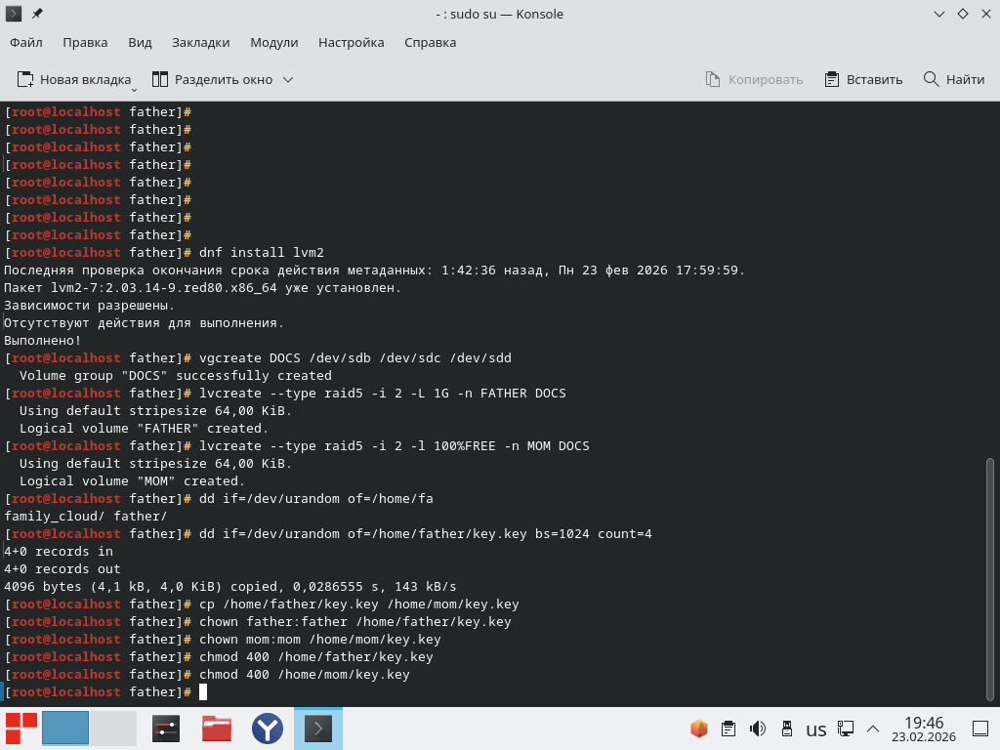 - : sudo su — Konsole
Файл Правка Вид Закладки Модули Настройка Справка
Новая вкладка Разделить окно Копировать Вставить Найти
[root@localhost father]#
[root@localhost father]#
[root@localhost father]#
[root@localhost father]#
[root@localhost father]#
[root@localhost father]#
[root@localhost father]#
[root@localhost father]#
[root@localhost father]# dnf install lvm2
Последняя проверка окончания срока действия метаданных: 1:42:36 назад, Пн 23 фев 2026 17:59:59.
Пакет lvm2-7:2.03.14-9.red80.x86_64 уже установлен.
Зависимости разрешены.
Отсутствуют действия для выполнения.
Выполнено!
[root@localhost father]# vgcreate DOCS /dev/sdb /dev/sdc /dev/sdd
  Volume group "DOCS" successfully created
[root@localhost father]# lvcreate --type raid5 -i 2 -L 1G -n FATHER DOCS
  Using default stripesize 64,00 KiB.
  Logical volume "FATHER" created.
[root@localhost father]# lvcreate --type raid5 -i 2 -l 100%FREE -n MOM DOCS
  Using default stripesize 64,00 KiB.
  Logical volume "MOM" created.
[root@localhost father]# dd if=/dev/urandom of=/home/fa
family_cloud/ father/
[root@localhost father]# dd if=/dev/urandom of=/home/father/key.key bs=1024 count=4
4+0 records in
4+0 records out
4096 bytes (4,1 kB, 4,0 KiB) copied, 0,0286555 s, 143 kB/s
[root@localhost father]# cp /home/father/key.key /home/mom/key.key
[root@localhost father]# chown father:father /home/father/key.key
[root@localhost father]# chown mom:mom /home/mom/key.key
[root@localhost father]# chmod 400 /home/father/key.key
[root@localhost father]# chmod 400 /home/mom/key.key
[root@localhost father]#
us
19:46
23.02.2026